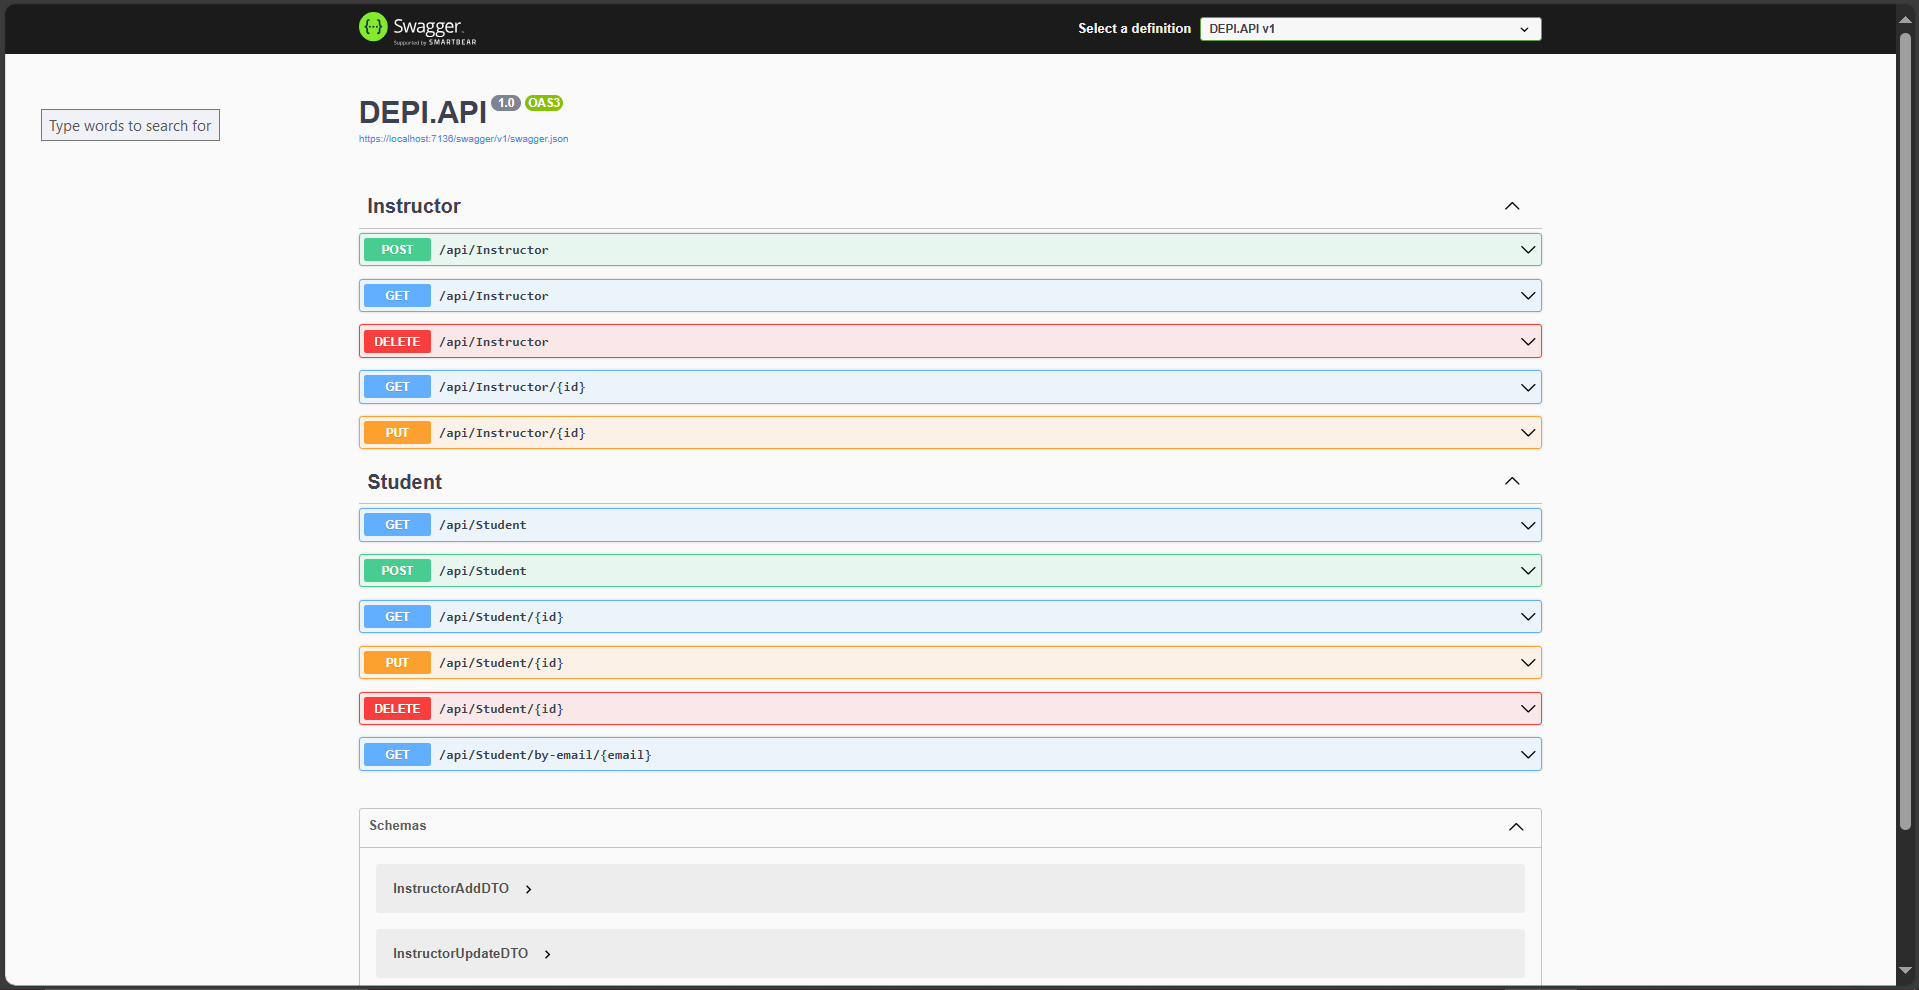 Swagger.
Supported by SMARTBEAR
Select a definition
DEPI.API v1
Type words to search for
DEPI.API 1.0 OAS3
https://localhost:7136/swagger/v1/swagger.json
Instructor
POST /api/Instructor
GET /api/Instructor
DELETE /api/Instructor
GET /api/Instructor/{id}
PUT /api/Instructor/{id}
Student
GET /api/Student
POST /api/Student
GET /api/Student/{id}
PUT /api/Student/{id}
DELETE /api/Student/{id}
GET /api/Student/by-email/{email}
Schemas
InstructorAddDTO
InstructorUpdateDTO